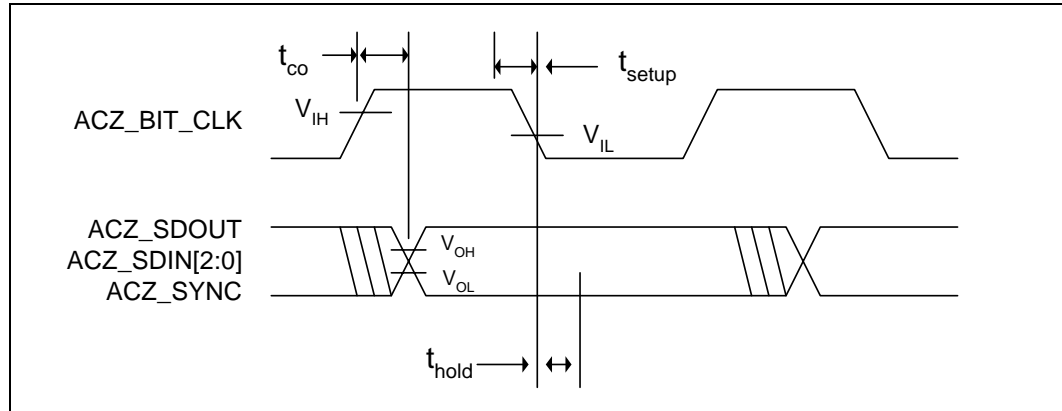 t_co
t_setup
V_IH
ACZ_BIT_CLK
V_IL
ACZ_SDOUT
V_OH
ACZ_SDIN[2:0]
V_OL
ACZ_SYNC
t_hold